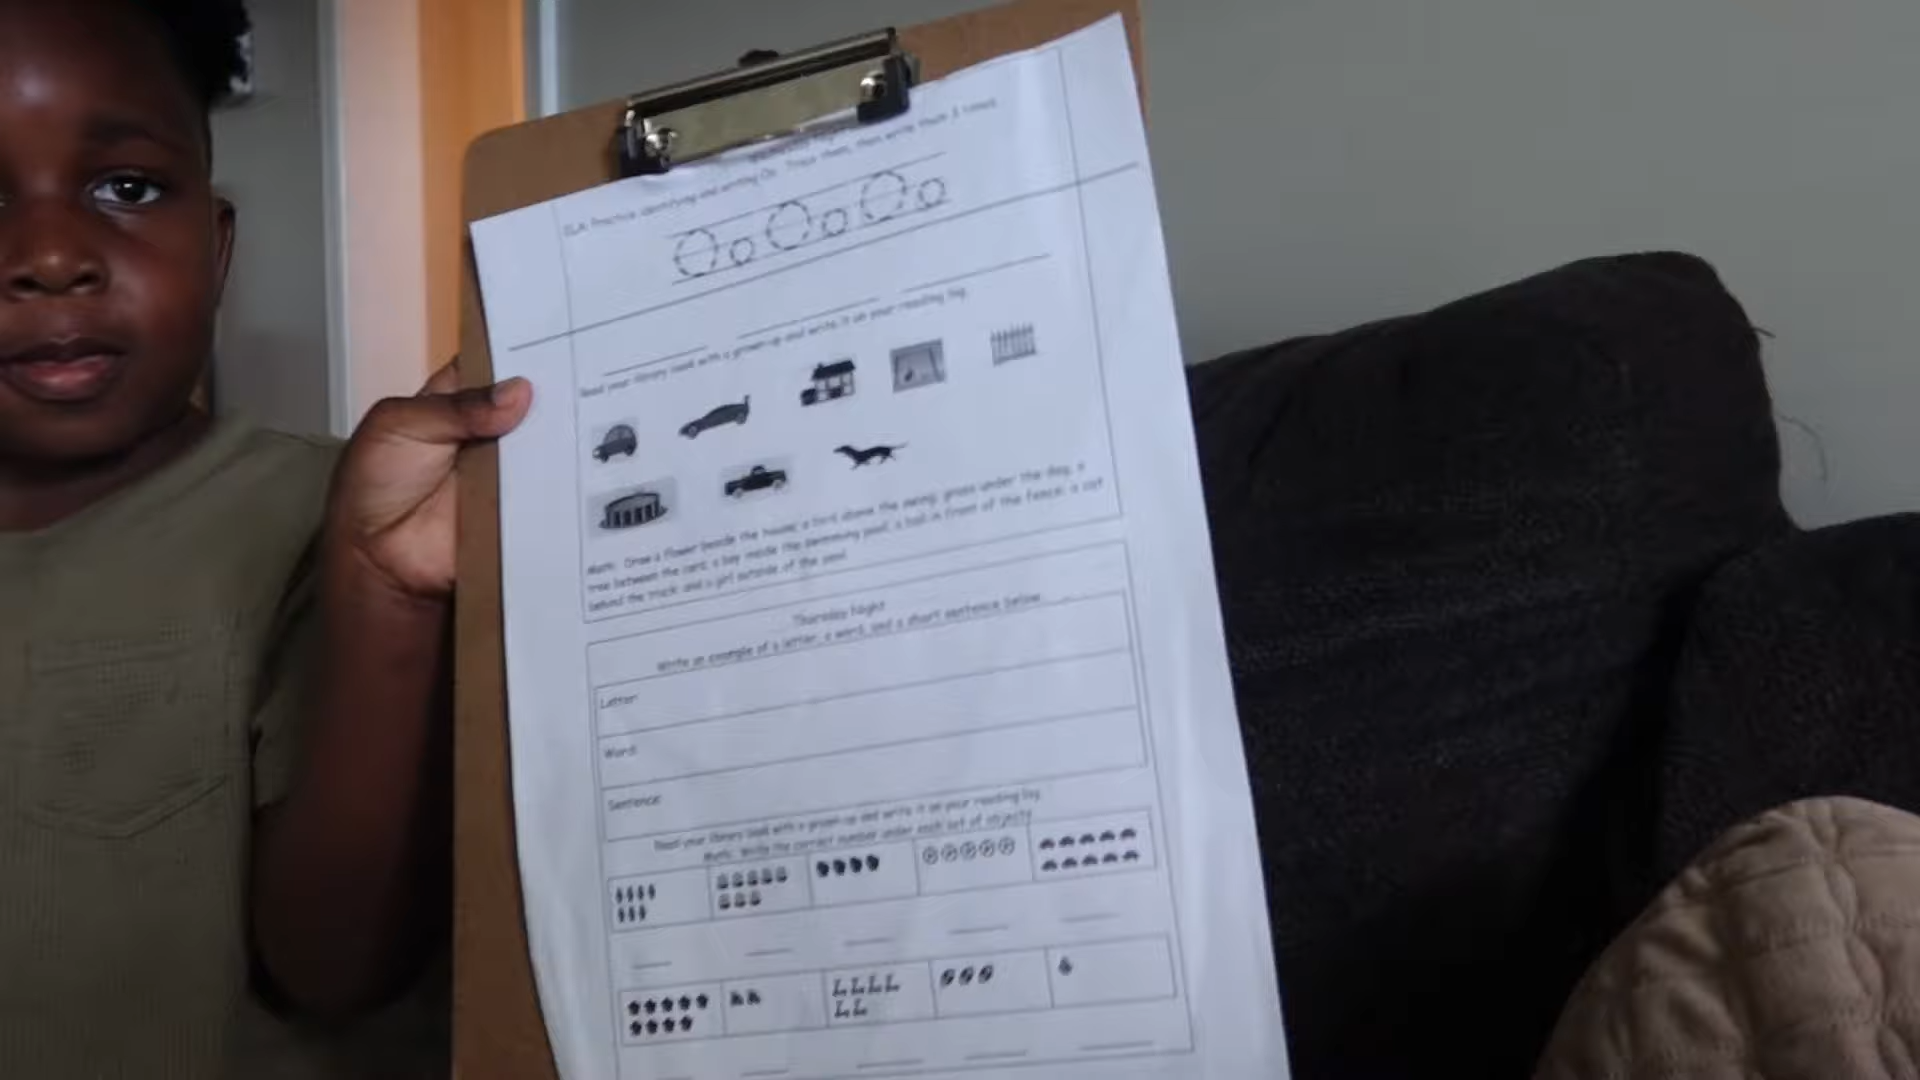 ELA: Practice identifying and writing Oo. Trace them, then write them 3 times.
Oo Oo Oo
Read your library book with a grown-up and write it on your reading log.
Math: Draw a flower beside the house; a bird above the swing; grass under the dog; a
tree between the cars; a boy inside the swimming pool; a ball in front of the fence; a cat
behind the truck; and a girl outside of the pool.
Thursday Night
Write an example of a letter, a word, and a short sentence below.
Letter:
Word:
Sentence:
Read your library book with a grown-up and write it on your reading log.
Math: Write the correct number under each set of objects.